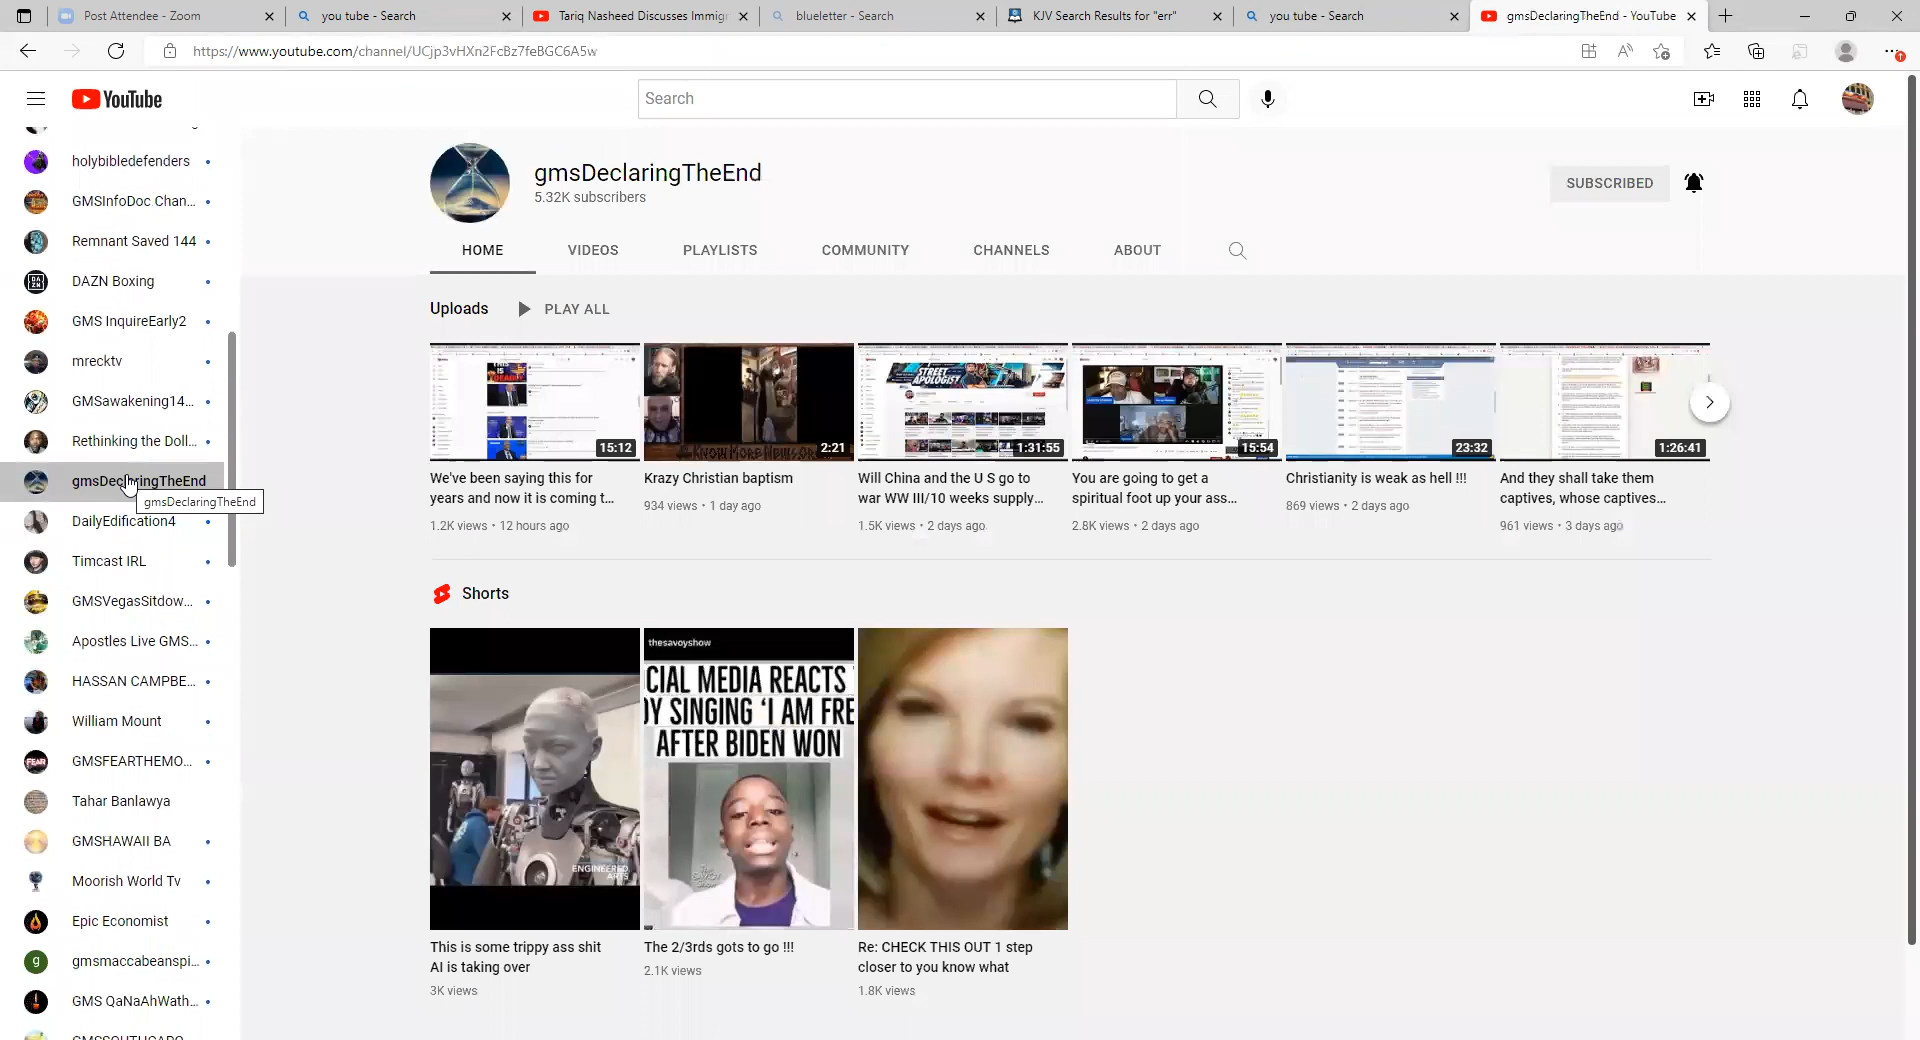 Post Attendee - Zoom
you tube - Search
Tariq Nasheed Discusses Immig
blueletter - Search
KJV Search Results for "err"
you tube - Search
gmsDeclaringTheEnd - YouTube
https://www.youtube.com/channel/UCjp3vHXn2FcBz7feBGC6A5w
YouTube
Search
holybibledefenders
GMSInfoDoc Chan...
Remnant Saved 144
DAZN Boxing
GMS InquireEarly2
mrecktv
GMSawakening14...
Rethinking the Doll...
gmsDeclaringTheEnd
gmsDeclaringTheEnd
DailyEdification4
Timcast IRL
GMSVegasSitdow...
Apostles Live GMS...
HASSAN CAMPBE...
William Mount
GMSFEARTHEMO...
Tahar Banlawya
GMSHAWAII BA
Moorish World Tv
Epic Economist
gmsmaccabeanspi...
GMS QaNaAhWath...
gmsDeclaringTheEnd
5.32K subscribers
SUBSCRIBED
HOME VIDEOS PLAYLISTS COMMUNITY CHANNELS ABOUT
Uploads PLAY ALL
STREET
APOLOGIST
KNOW MORE NEWS.ORG
15:12 2:21 1:31:55 15:54 23:32 1:26:41
We've been saying this for
years and now it is coming t...
1.2K views • 12 hours ago
Krazy Christian baptism
934 views • 1 day ago
Will China and the U S go to
war WW III/10 weeks supply...
1.5K views • 2 days ago
You are going to get a
spiritual foot up your ass...
2.8K views • 2 days ago
Christianity is weak as hell !!!
869 views • 2 days ago
And they shall take them
captives, whose captives...
961 views • 3 days ago
Shorts
ENGINEERED
ARTS
thesavoyshow
CIAL MEDIA REACTS
OY SINGING 'I AM FRE
AFTER BIDEN WON
This is some trippy ass shit
AI is taking over
3K views
The 2/3rds gots to go !!!
2.1K views
Re: CHECK THIS OUT 1 step
closer to you know what
1.8K views